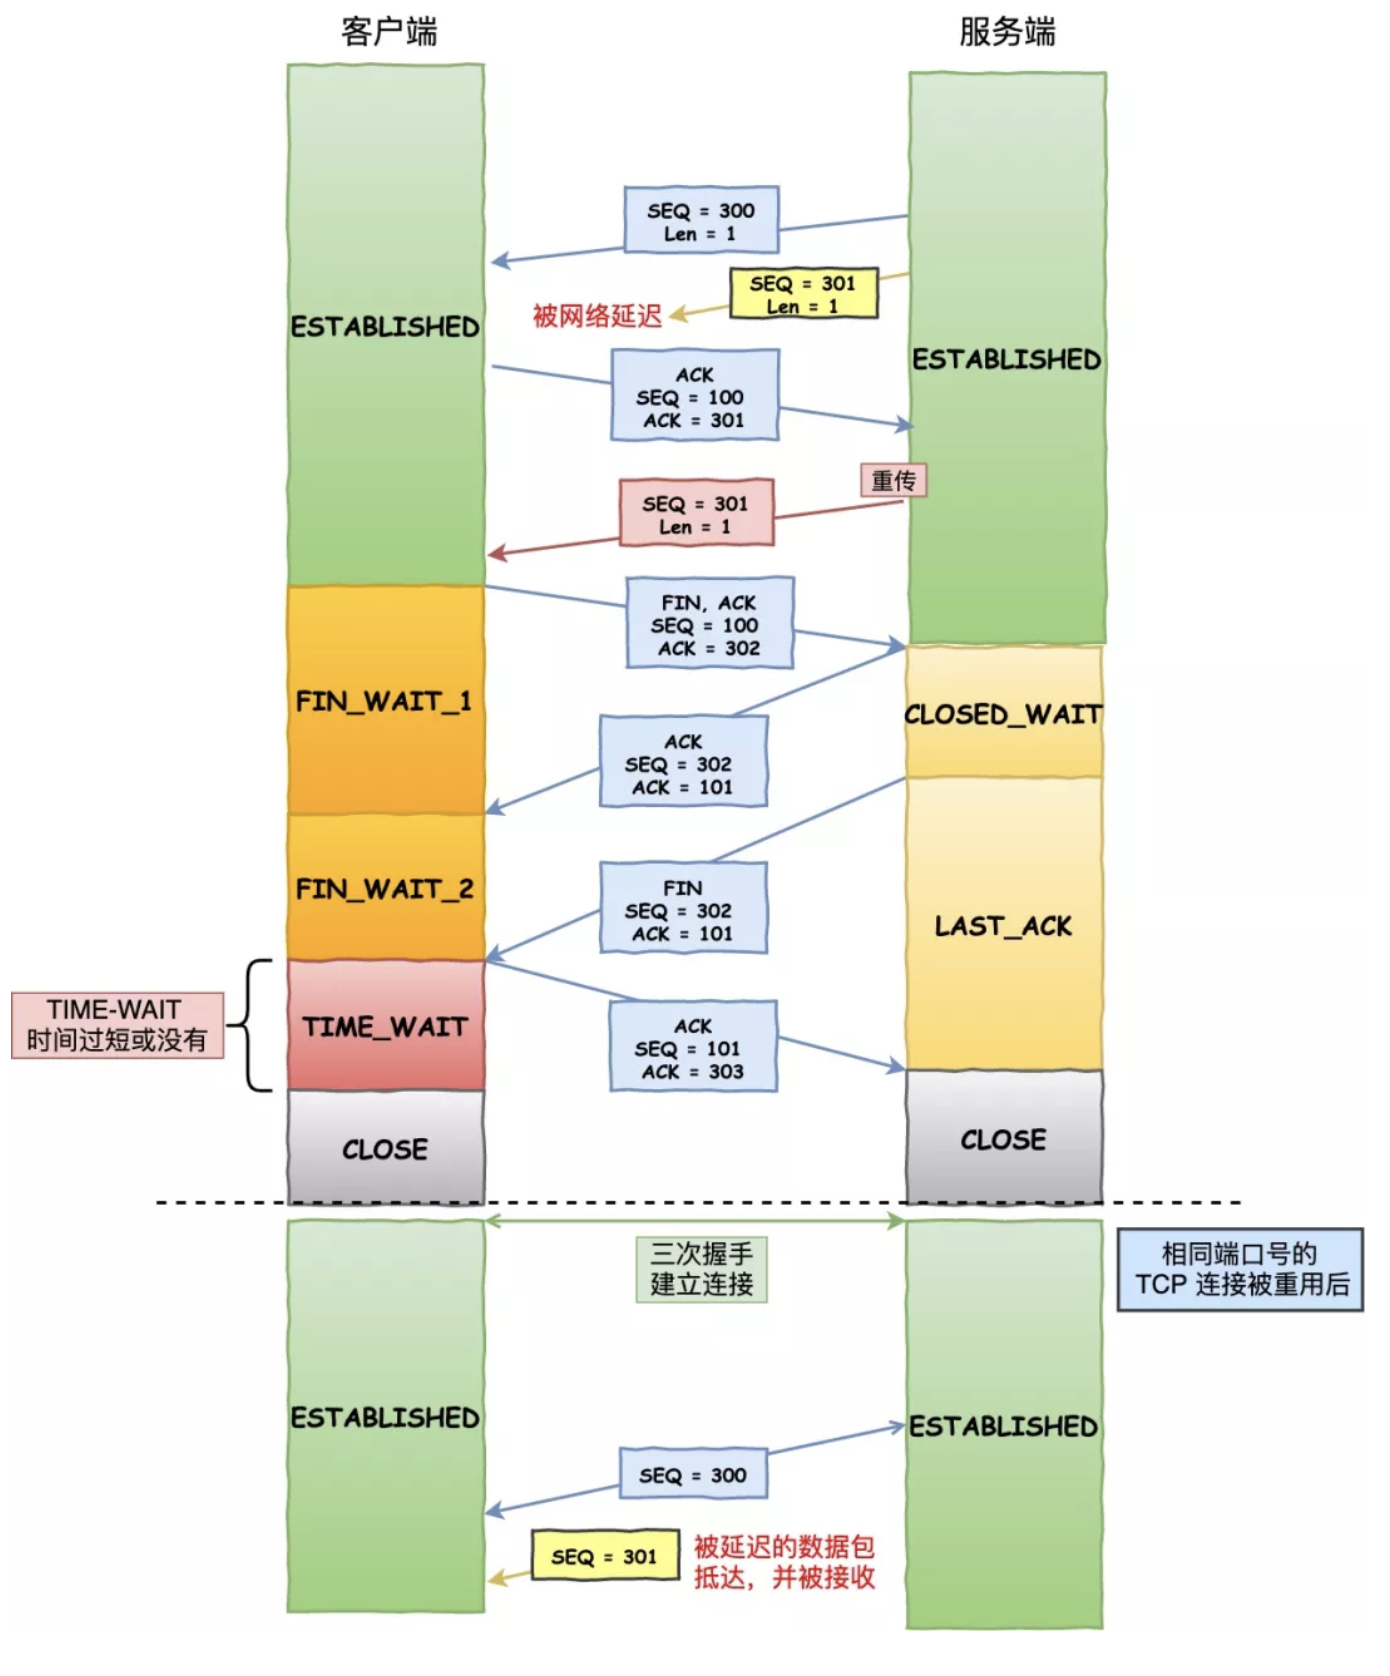 客户端
服务端
SEQ = 300
Len = 1
SEQ = 301
Len = 1
被网络延迟
ESTABLISHED
ESTABLISHED
ACK
SEQ = 100
ACK = 301
重传
SEQ = 301
Len = 1
FIN, ACK
SEQ = 100
ACK = 302
FIN_WAIT_1
CLOSED_WAIT
ACK
SEQ = 302
ACK = 101
FIN_WAIT_2
FIN
SEQ = 302
ACK = 101
LAST_ACK
TIME-WAIT
时间过短或没有
TIME_WAIT
ACK
SEQ = 101
ACK = 303
CLOSE
CLOSE
三次握手
建立连接
相同端口号的
TCP 连接被重用后
ESTABLISHED
ESTABLISHED
SEQ = 300
SEQ = 301
被延迟的数据包
抵达，并被接收